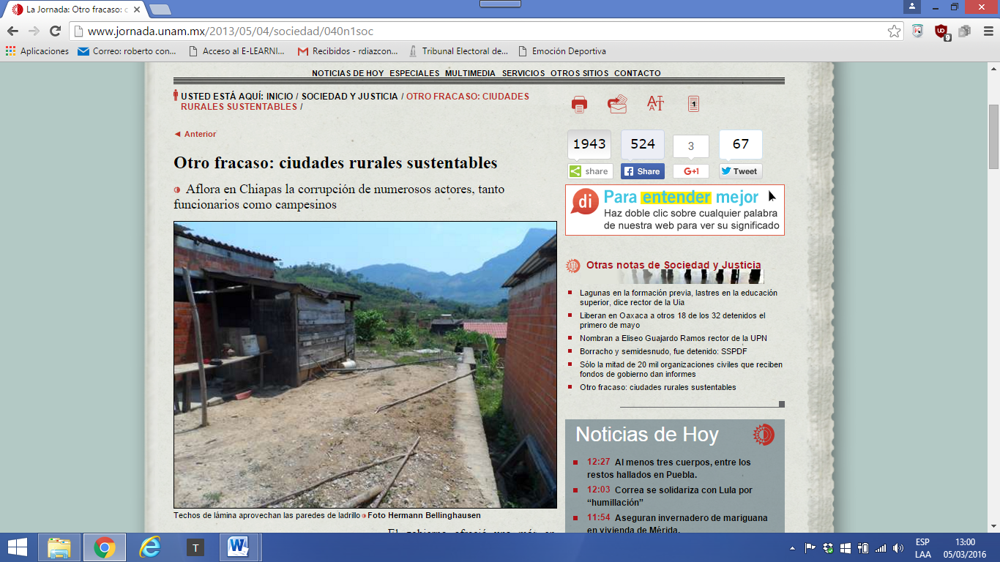 La Jornada: Otro fracaso: c
www.jornada.unam.mx/2013/05/04/sociedad/040n1soc
Aplicaciones
Correo: roberto con...
Acceso al E-LEARNI...
Recibidos - rdiazcon...
Tribunal Electoral de...
Emoción Deportiva
NOTICIAS DE HOY ESPECIALES MULTIMEDIA SERVICIOS OTROS SITIOS CONTACTO
USTED ESTÁ AQUÍ: INICIO / SOCIEDAD Y JUSTICIA / OTRO FRACASO: CIUDADES
RURALES SUSTENTABLES /
◄ Anterior
Otro fracaso: ciudades rurales sustentables
Aflora en Chiapas la corrupción de numerosos actores, tanto
funcionarios como campesinos
Techos de lámina aprovechan las paredes de ladrillo Foto Hermann Bellinghausen
El gobierno ofreció una más en
1943
524
3
67
share
Share
+1
Tweet
di
Para entender mejor
Haz doble clic sobre cualquier palabra
de nuestra web para ver su significado
Otras notas de Sociedad y Justicia
Lagunas en la formación previa, lastres en la educación
superior, dice rector de la Uia
Liberan en Oaxaca a otros 18 de los 32 detenidos el
primero de mayo
Nombran a Eliseo Guajardo Ramos rector de la UPN
Borracho y semidesnudo, fue detenido: SSPDF
Sólo la mitad de 20 mil organizaciones civiles que reciben
fondos de gobierno dan informes
Otro fracaso: ciudades rurales sustentables
Noticias de Hoy
12:27 Al menos tres cuerpos, entre los
restos hallados en Puebla.
12:03 Correa se solidariza con Lula por
“humillación”
11:54 Aseguran invernadero de mariguana
en vivienda de Mérida.
ESP
LAA
13:00
05/03/2016